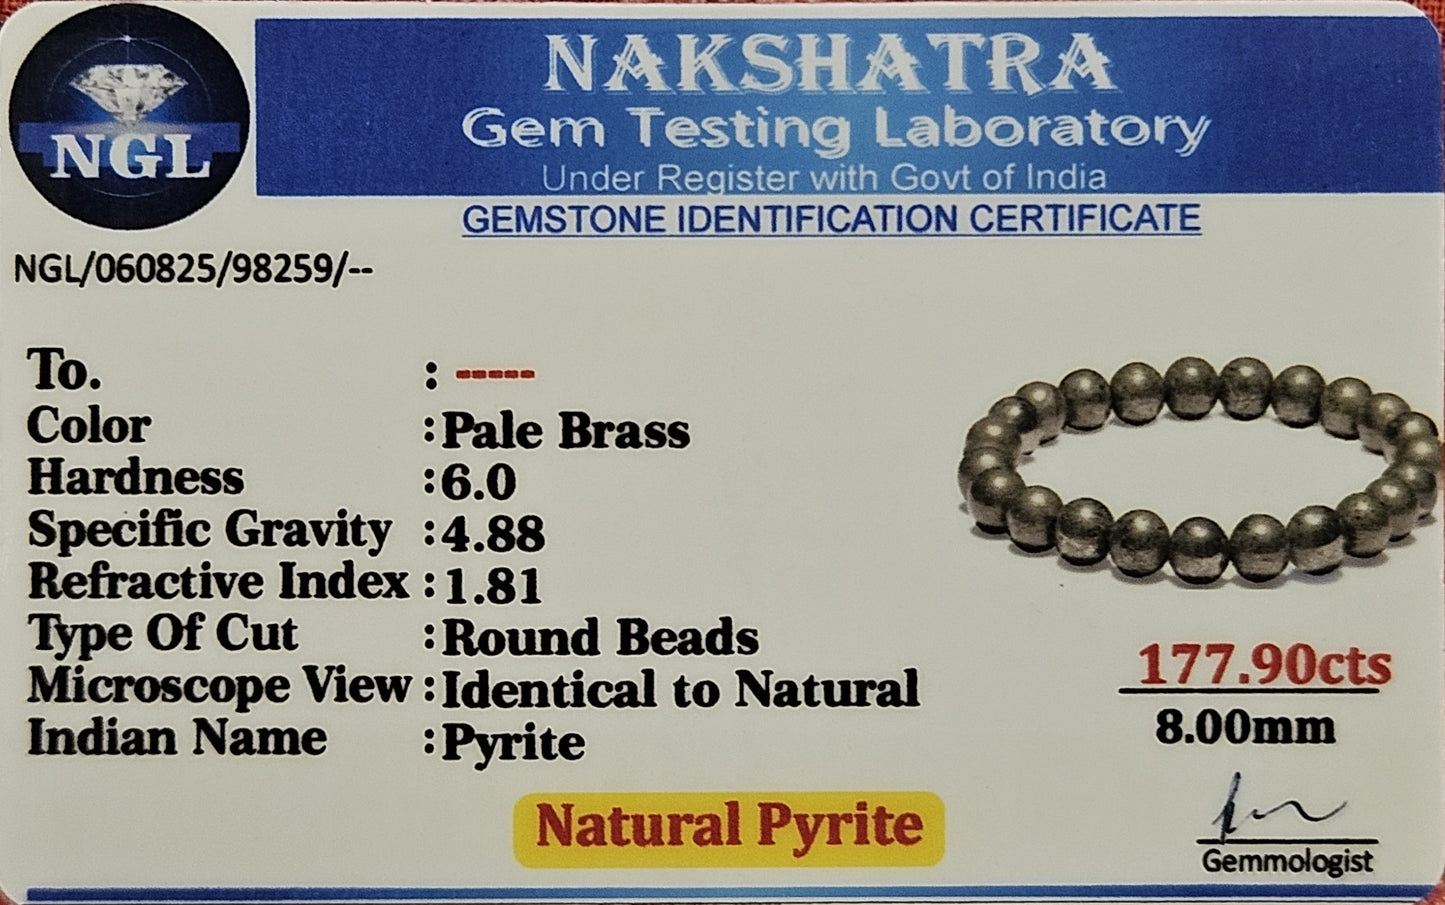 NGL
NAKSHATRA
Gem Testing Laboratory
Under Register with Govt of India
GEMSTONE IDENTIFICATION CERTIFICATE
NGL/060825/98259/--
To. : -----
Color :Pale Brass
Hardness :6.0
Specific Gravity :4.88
Refractive Index :1.81
Type Of Cut :Round Beads
Microscope View :Identical to Natural
Indian Name :Pyrite
177.90cts
8.00mm
Natural Pyrite
Gemmologist